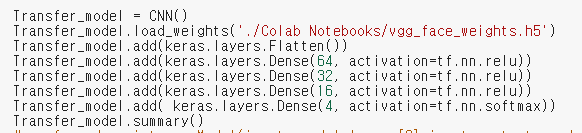 Transfer_model = CNN()
Transfer_model.load_weights('./Colab Notebooks/vgg_face_weights.h5')
Transfer_model.add(keras.layers.Flatten())
Transfer_model.add(keras.layers.Dense(64, activation=tf.nn.relu))
Transfer_model.add(keras.layers.Dense(32, activation=tf.nn.relu))
Transfer_model.add(keras.layers.Dense(16, activation=tf.nn.relu))
Transfer_model.add( keras.layers.Dense(4, activation=tf.nn.softmax))
Transfer_model.summary()